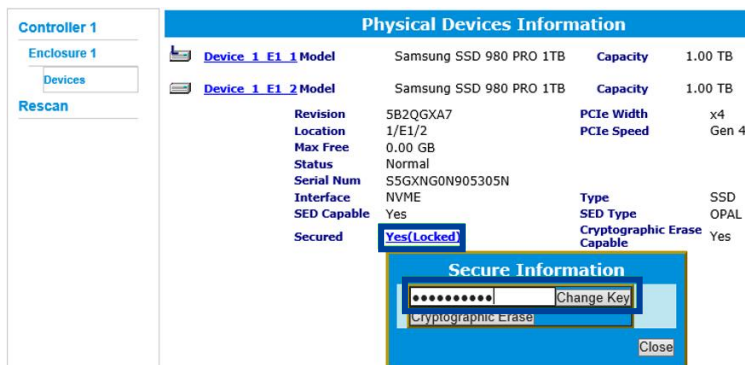 Controller 1
Enclosure 1
Devices
Rescan
Physical Devices Information
Device_1_E1_1 Model Samsung SSD 980 PRO 1TB Capacity 1.00 TB
Device_1_E1_2 Model Samsung SSD 980 PRO 1TB Capacity 1.00 TB
Revision 5B2QGXA7 PCIe Width x4
Location 1/E1/2 PCIe Speed Gen 4
Max Free 0.00 GB
Status Normal
Serial Num S5GXNG0N905305N
Interface NVME Type SSD
SED Capable Yes SED Type OPAL
Secured Yes(Locked) Cryptographic Erase Capable Yes
Secure Information
●●●●●●●●●● Change Key
Cryptographic Erase
Close